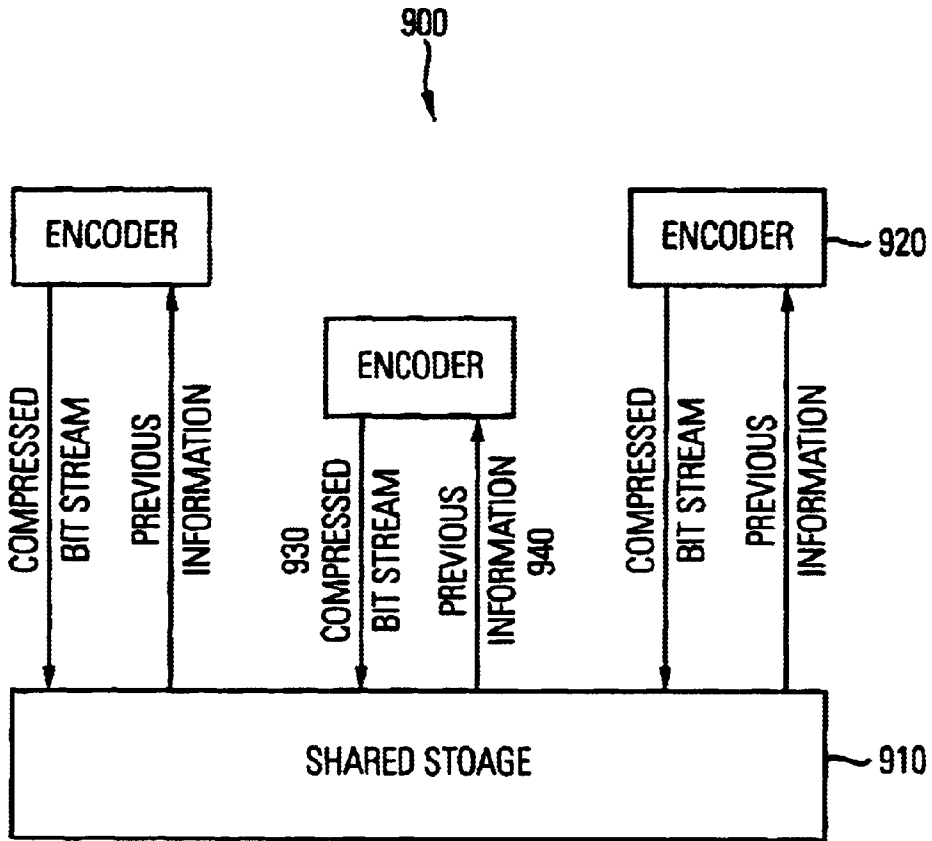 900
ENCODER
ENCODER
920
ENCODER
COMPRESSED
BIT STREAM
PREVIOUS
INFORMATION
930
COMPRESSED
BIT STREAM
PREVIOUS
INFORMATION
940
COMPRESSED
BIT STREAM
PREVIOUS
INFORMATION
SHARED STOAGE
910